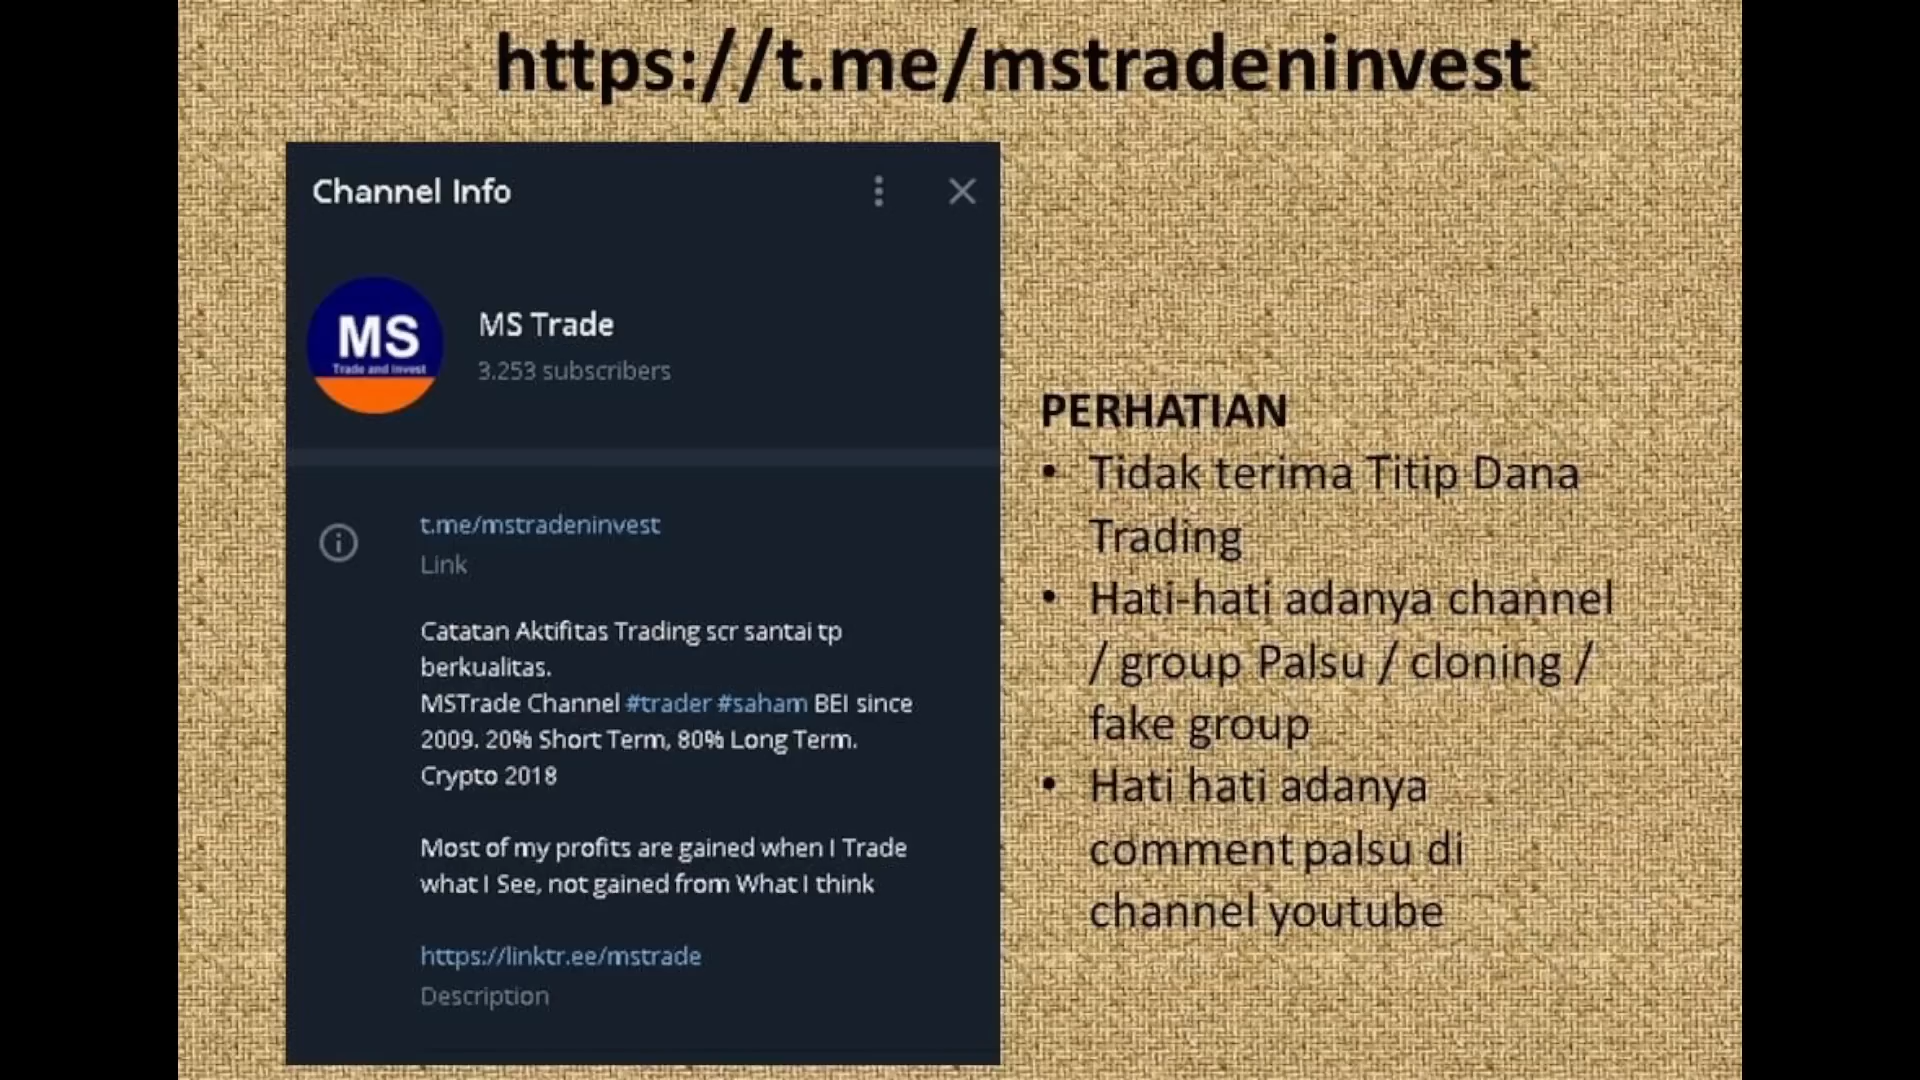 https://t.me/mstradeninvest
Channel Info
MS
Trade and Invest
MS Trade
3.253 subscribers
t.me/mstradeninvest
Link
Catatan Aktifitas Trading scr santai tp
berkualitas.
MSTrade Channel #trader #saham BEI since
2009. 20% Short Term, 80% Long Term.
Crypto 2018
Most of my profits are gained when I Trade
what I See, not gained from What I think
https://linktr.ee/mstrade
Description
PERHATIAN
• Tidak terima Titip Dana
Trading
• Hati-hati adanya channel
/ group Palsu / cloning /
fake group
• Hati hati adanya
comment palsu di
channel youtube